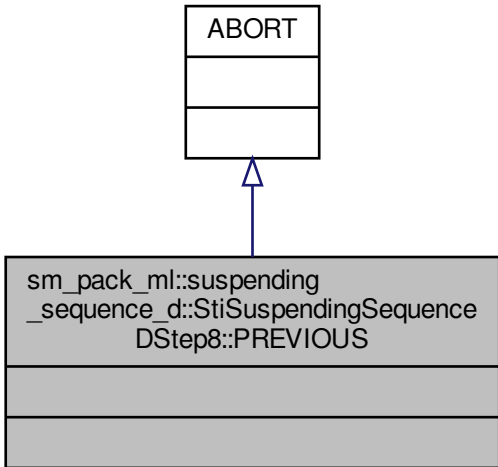 ABORT
sm_pack_ml::suspending
_sequence_d::StiSuspendingSequence
DStep8::PREVIOUS